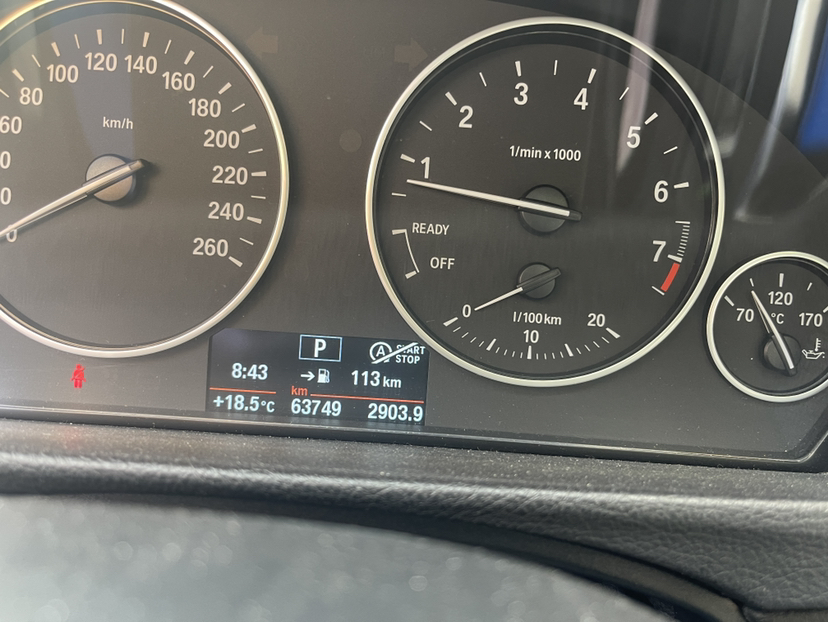 60
80
100
120
140
160
180
200
220
240
260
km/h
0
1
2
3
4
5
6
7
1/min x 1000
READY
OFF
0
10
20
l/100km
70
120
170
°C
P
A
START
STOP
8:43
113 km
km
+18.5°C
63749
2903.9